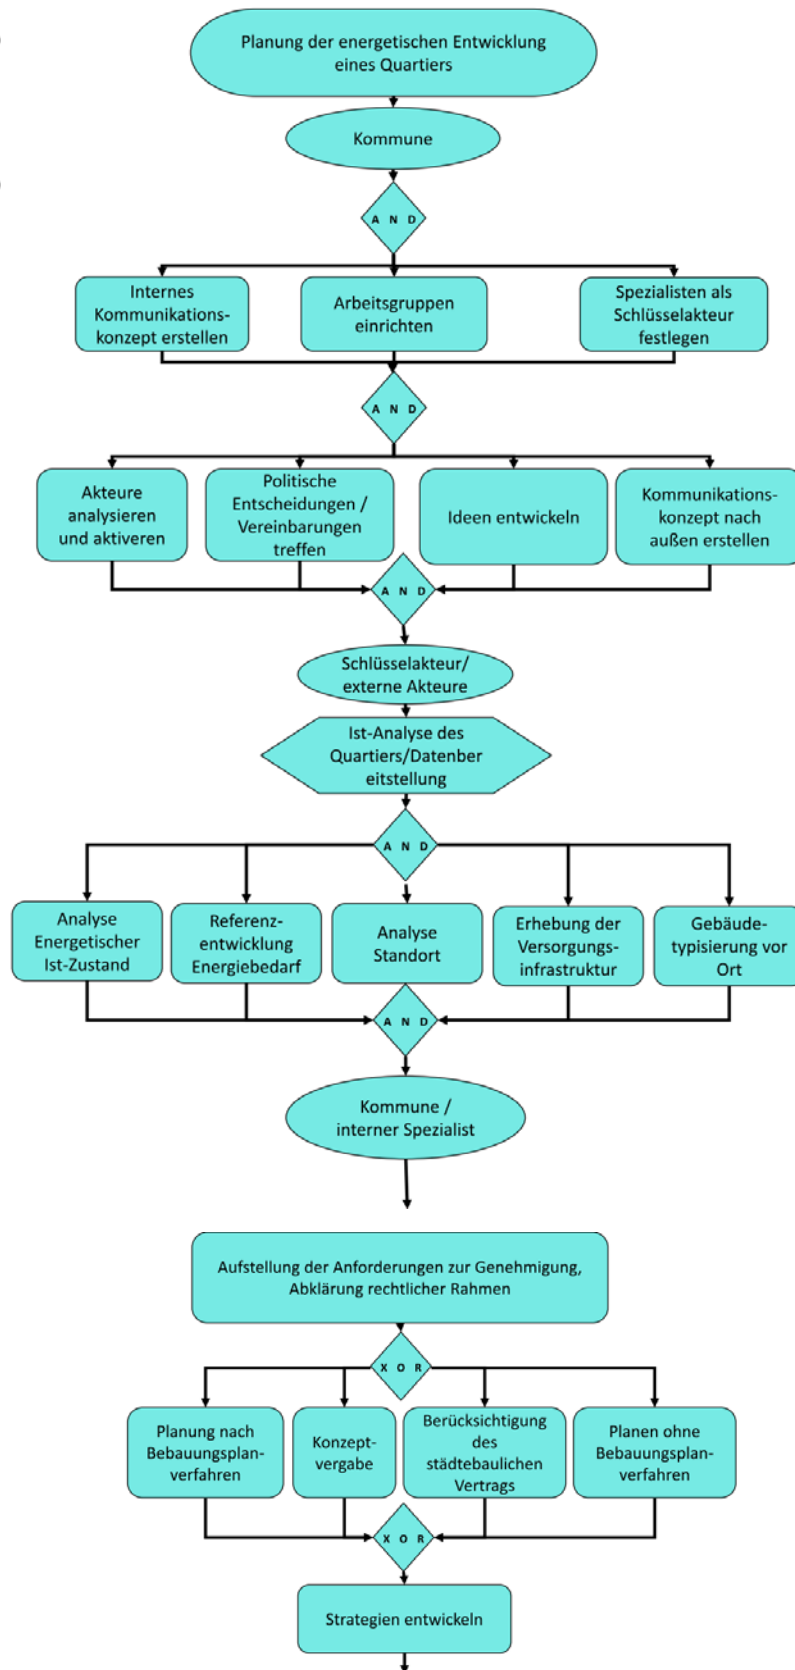 Planung der energetischen Entwicklung
eines Quartiers
Kommune
A N D
Internes
Kommunikations-
konzept erstellen
Arbeitsgruppen
einrichten
Spezialisten als
Schlüsselakteur
festlegen
A N D
Akteure
analysieren
und aktiveren
Politische
Entscheidungen /
Vereinbarungen
treffen
Ideen entwickeln
Kommunikations-
konzept nach
außen erstellen
A N D
Schlüsselakteur/
externe Akteure
Ist-Analyse des
Quartiers/Datenber
eitstellung
A N D
Analyse
Energetischer
Ist-Zustand
Referenz-
entwicklung
Energiebedarf
Analyse
Standort
Erhebung der
Versorgungs-
infrastruktur
Gebäude-
typisierung vor
Ort
A N D
Kommune /
interner Spezialist
Aufstellung der Anforderungen zur Genehmigung,
Abklärung rechtlicher Rahmen
X O R
Planung nach
Bebauungsplan-
verfahren
Konzept-
vergabe
Berücksichtigung
des
städtebaulichen
Vertrags
Planen ohne
Bebauungsplan-
verfahren
X O R
Strategien entwickeln